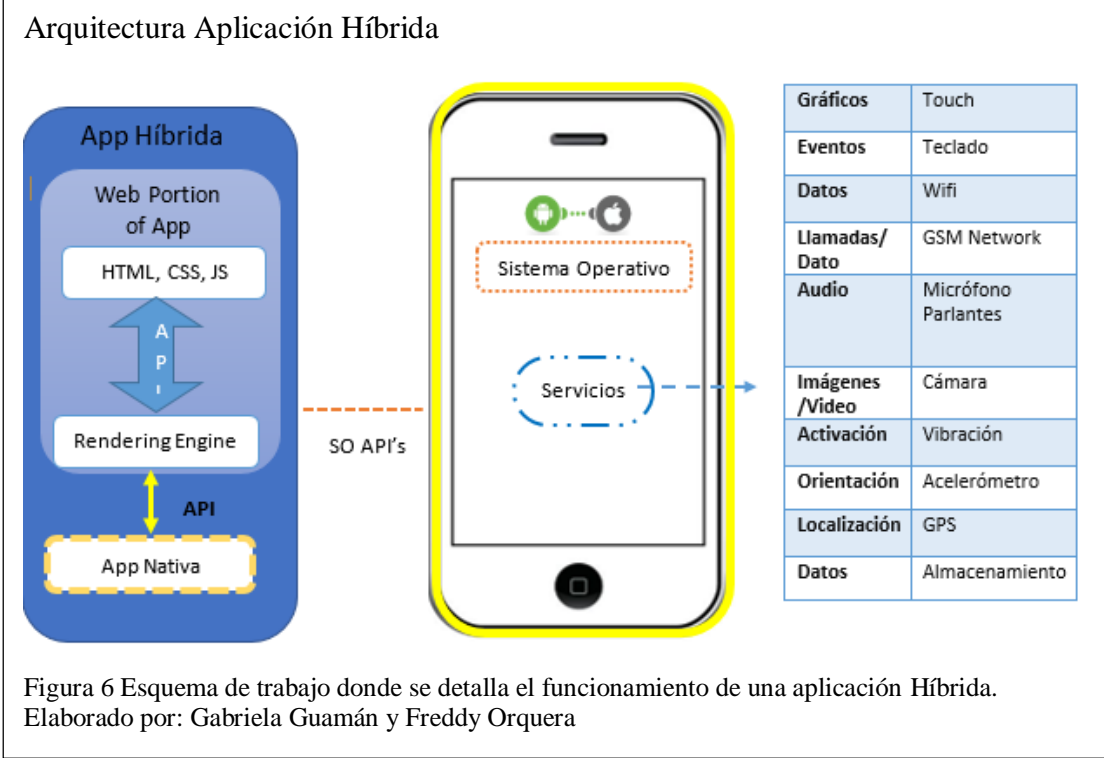 Arquitectura Aplicación Híbrida
App Híbrida
Web Portion
of App
HTML, CSS, JS
A
P
I
Rendering Engine
API
App Nativa
SO API's
Sistema Operativo
Servicios
Gráficos Touch
Eventos Teclado
Datos Wifi
Llamadas/ GSM Network
Dato
Audio Micrófono
Parlantes
Imágenes Cámara
/Video
Activación Vibración
Orientación Acelerómetro
Localización GPS
Datos Almacenamiento
Figura 6 Esquema de trabajo donde se detalla el funcionamiento de una aplicación Híbrida.
Elaborado por: Gabriela Guamán y Freddy Orquera